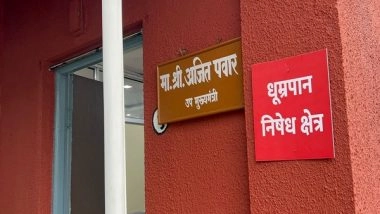 मा.श्री.अजित पवार
उप मुख्यमंत्री
धूम्रपान
निषेध क्षेत्र